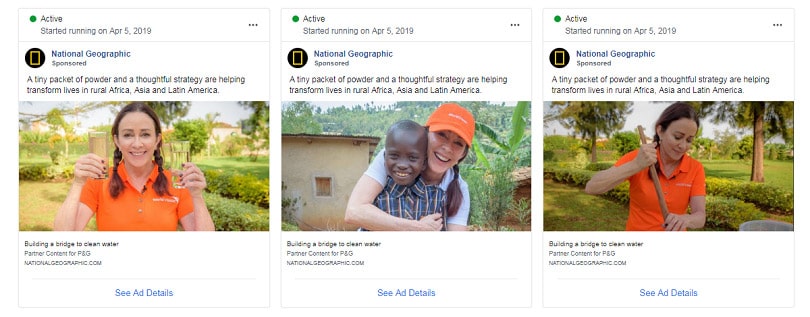 Active
Started running on Apr 5, 2019
National Geographic
Sponsored
A tiny packet of powder and a thoughtful strategy are helping
transform lives in rural Africa, Asia and Latin America.
Building a bridge to clean water
Partner Content for P&G
NATIONALGEOGRAPHIC.COM
See Ad Details
Active
Started running on Apr 5, 2019
National Geographic
Sponsored
A tiny packet of powder and a thoughtful strategy are helping
transform lives in rural Africa, Asia and Latin America.
Building a bridge to clean water
Partner Content for P&G
NATIONALGEOGRAPHIC.COM
See Ad Details
Active
Started running on Apr 5, 2019
National Geographic
Sponsored
A tiny packet of powder and a thoughtful strategy are helping
transform lives in rural Africa, Asia and Latin America.
Building a bridge to clean water
Partner Content for P&G
NATIONALGEOGRAPHIC.COM
See Ad Details